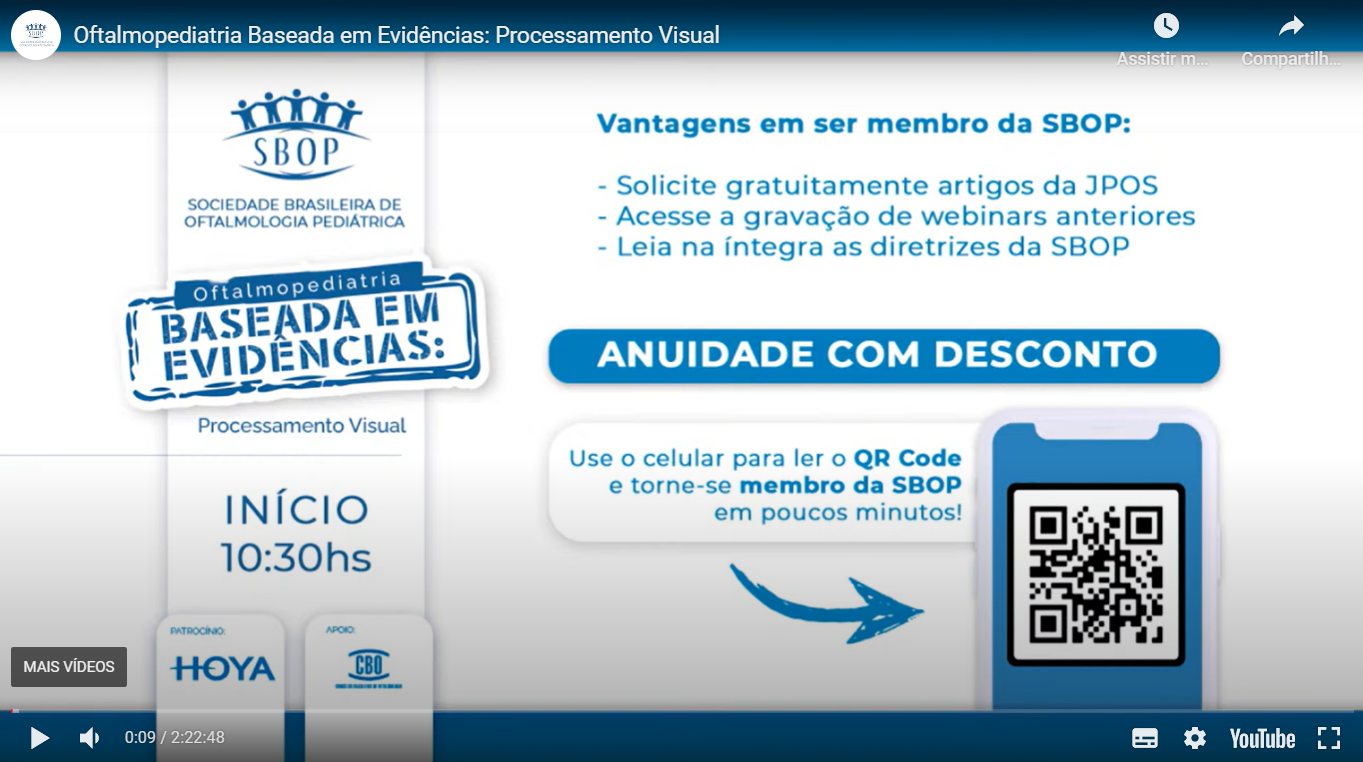 Oftalmopediatria Baseada em Evidências: Processamento Visual
Assistir m...
Compartilh...
SBOP
SOCIEDADE BRASILEIRA DE
OFTALMOLOGIA PEDIÁTRICA
Oftalmopediatria
BASEADA EM
EVIDÊNCIAS:
Processamento Visual
INÍCIO
10:30hs
PATROCÍNIO:
HOYA
APOIO:
CBO
Vantagens em ser membro da SBOP:
- Solicite gratuitamente artigos da JPOS
- Acesse a gravação de webinars anteriores
- Leia na íntegra as diretrizes da SBOP
ANUIDADE COM DESCONTO
Use o celular para ler o QR Code
e torne-se membro da SBOP
em poucos minutos!
MAIS VÍDEOS
0:09 / 2:22:48
YouTube